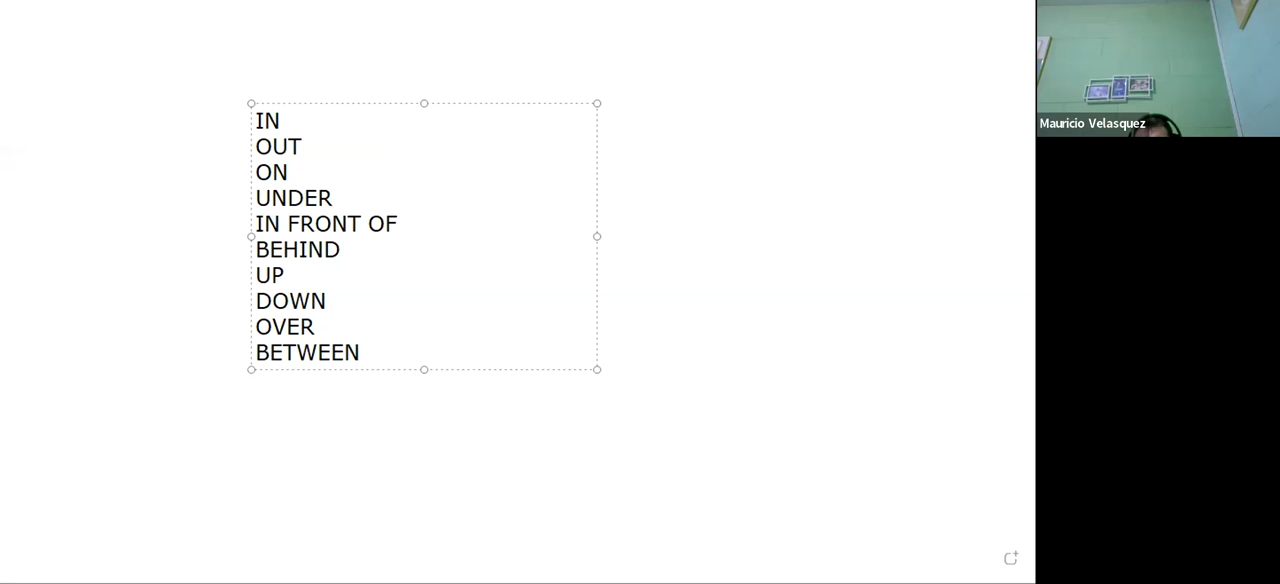 IN
OUT
ON
UNDER
IN FRONT OF
BEHIND
UP
DOWN
OVER
BETWEEN
Mauricio Velasquez